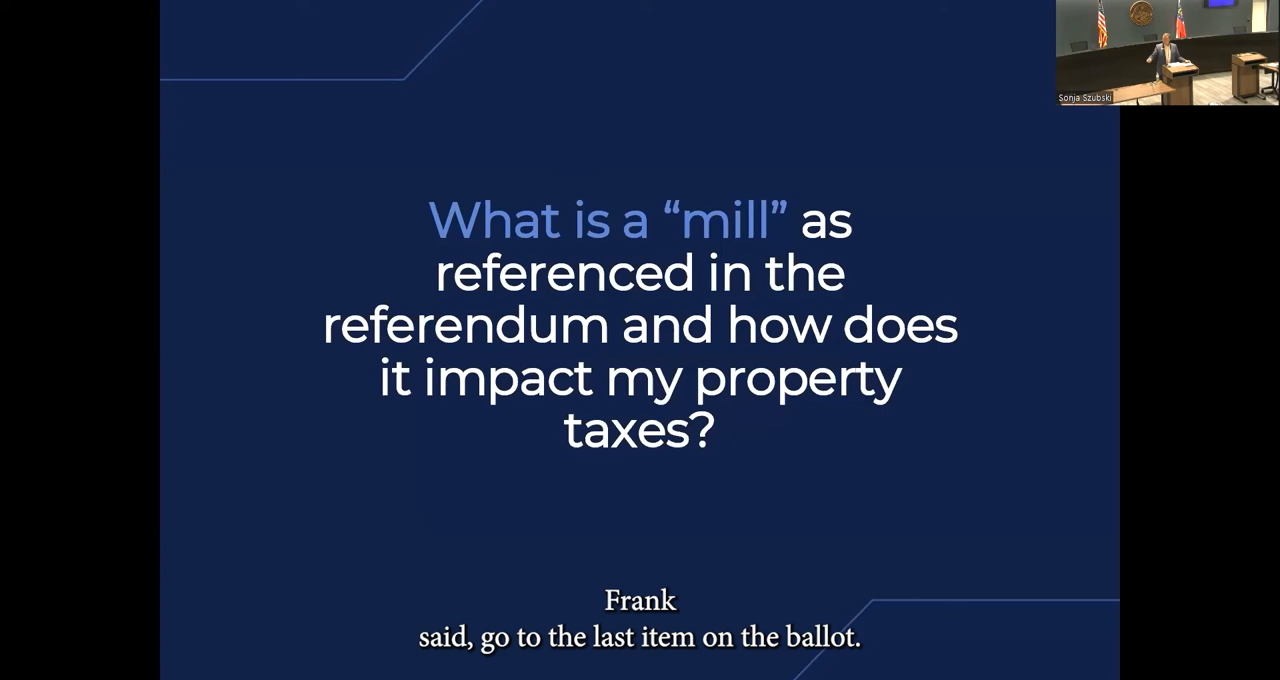 Sonja Szubski
What is a “mill” as
referenced in the
referendum and how does
it impact my property
taxes?
Frank
said, go to the last item on the ballot.